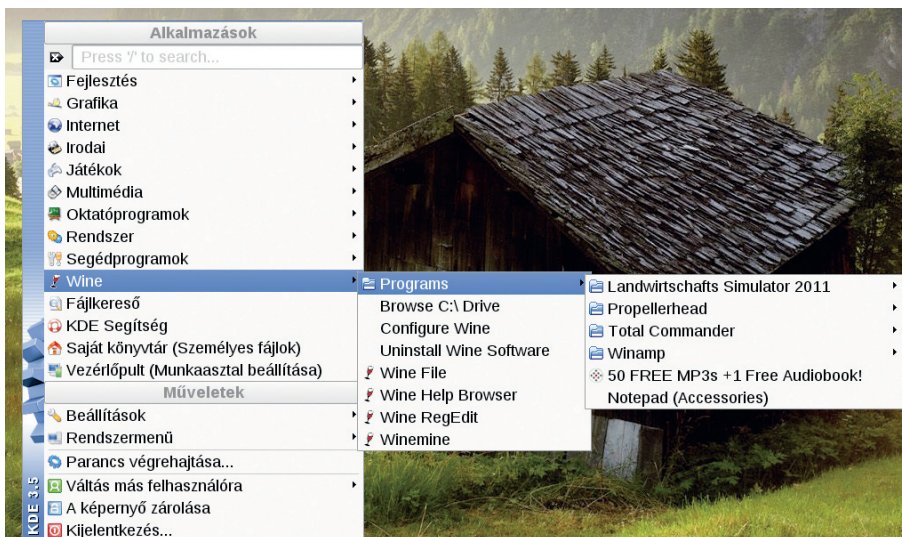 Alkalmazások
Press '/' to search...
Fejlesztés
Grafika
Internet
Irodai
Játékok
Multimédia
Oktatóprogramok
Rendszer
Segédprogramok
Wine
Fájlkereső
KDE Segítség
Saját könyvtár (Személyes fájlok)
Vezérlőpult (Munkaasztal beállítása)
Műveletek
Beállítások
Rendszermenü
Parancs végrehajtása...
Váltás más felhasználóra
A képernyő zárolása
Kijelentkezés...
KDE 3.5
Programs
Browse C:\ Drive
Configure Wine
Uninstall Wine Software
Wine File
Wine Help Browser
Wine RegEdit
Winemine
Landwirtschafts Simulator 2011
Propellerhead
Total Commander
Winamp
50 FREE MP3s +1 Free Audiobook!
Notepad (Accessories)